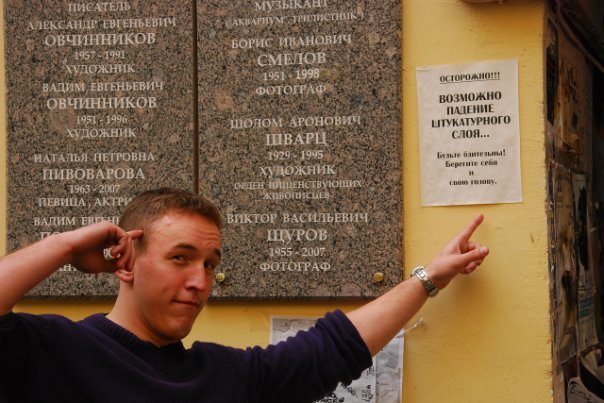 ПИСАТЕЛЬ
АЛЕКСАНДР ЕВГЕНЬЕВИЧ
ОВЧИННИКОВ
1957 - 1991
ХУДОЖНИК
ВАДИМ ЕВГЕНЬЕВИЧ
ОВЧИННИКОВ
1951 - 1996
ХУДОЖНИК
НАТАЛЬЯ ПЕТРОВНА
ПИВОВАРОВА
1963 - 2007
ПЕВИЦА,
ВАДИМ
МУЗЫКАНТ
("АКВАРИУМ", "ТРИЛИСТНИК")
БОРИС ИВАНОВИЧ
СМЕЛОВ
1951 - 1998
ФОТОГРАФ
ШОЛОМ АРОНОВИЧ
ШВАРЦ
1929 - 1995
ХУДОЖНИК
ОРДЕН НИЩЕНСТВУЮЩИХ
ЖИВОПИСЦЕВ
ВИКТОР ВАСИЛЬЕВИЧ
ЩУРОВ
1955 - 2007
ФОТОГРАФ
ОСТОРОЖНО!!!
ВОЗМОЖНО
ПАДЕНИЕ
ШТУКАТУРНОГО
СЛОЯ...
Будьте бдительны!
Берегите себя
и
свою голову.